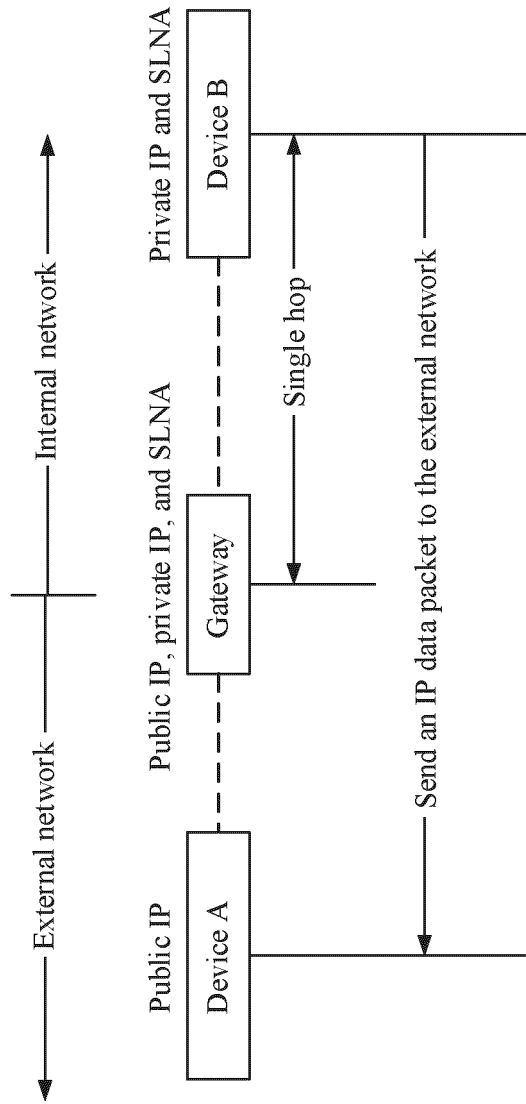 External network
Internal network
Public IP
Public IP, private IP, and SLNA
Private IP and SLNA
Device A
Gateway
Device B
Single hop
Send an IP data packet to the external network